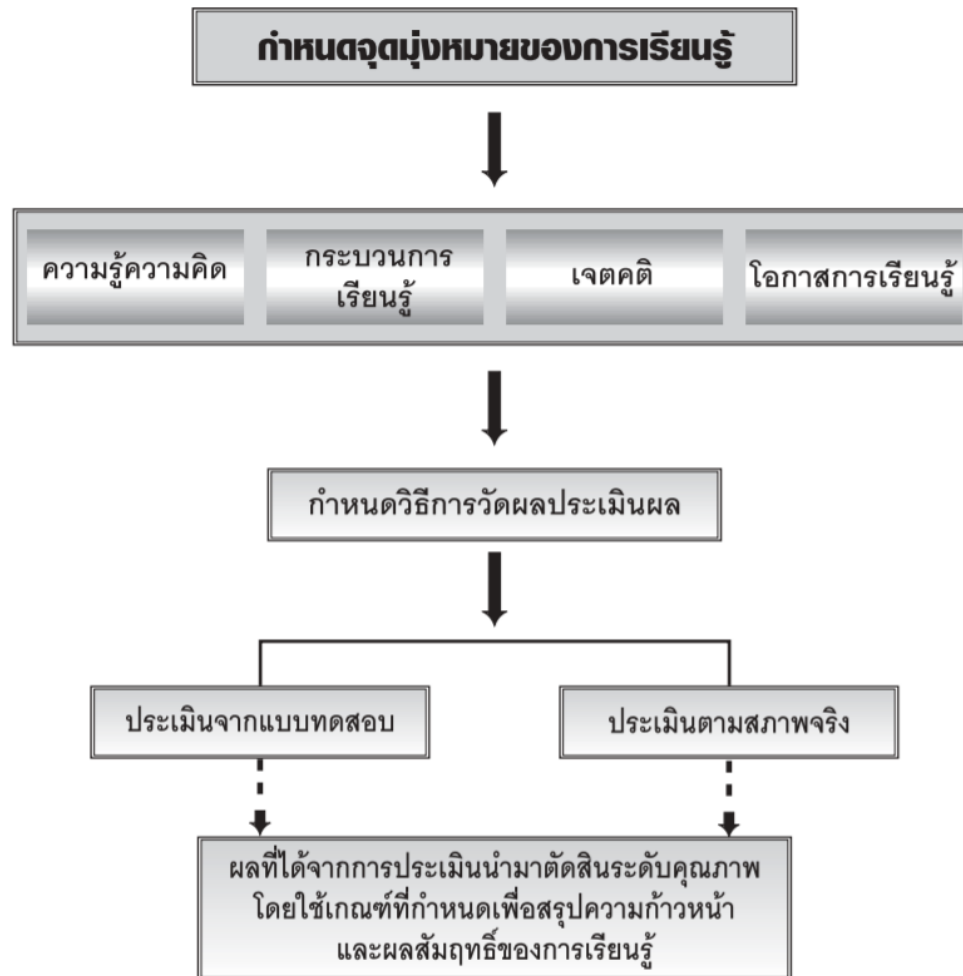 กำหนดจุดมุ่งหมายของการเรียนรู้
ความรู้ความคิด
กระบวนการ
เรียนรู้
เจตคติ
โอกาสการเรียนรู้
กำหนดวิธีการวัดผลประเมินผล
ประเมินจากแบบทดสอบ
ประเมินตามสภาพจริง
ผลที่ได้จากการประเมินนำมาตัดสินระดับคุณภาพ
โดยใช้เกณฑ์ที่กำหนดเพื่อสรุปความก้าวหน้า
และผลสัมฤทธิ์ของการเรียนรู้